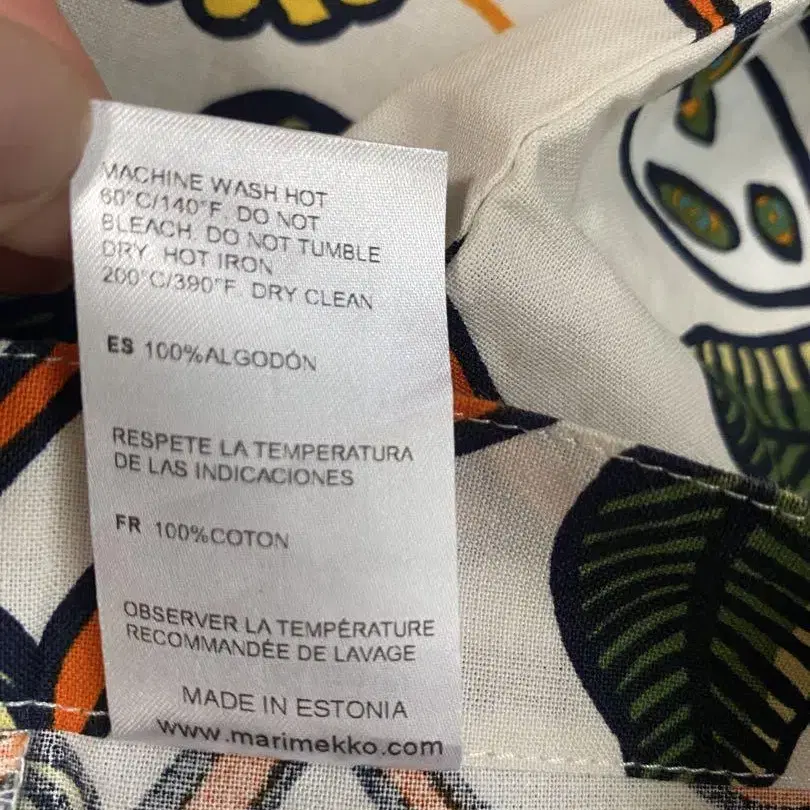 MACHINE WASH HOT
60°C/140°F. DO NOT
BLEACH. DO NOT TUMBLE
DRY. HOT IRON
200°C/390°F. DRY CLEAN
ES 100%ALGODÓN
RESPETE LA TEMPERATURA
DE LAS INDICACIONES
FR 100%COTON
OBSERVER LA TEMPÉRATURE
RECOMMANDÉE DE LAVAGE
MADE IN ESTONIA
www.marimekko.com